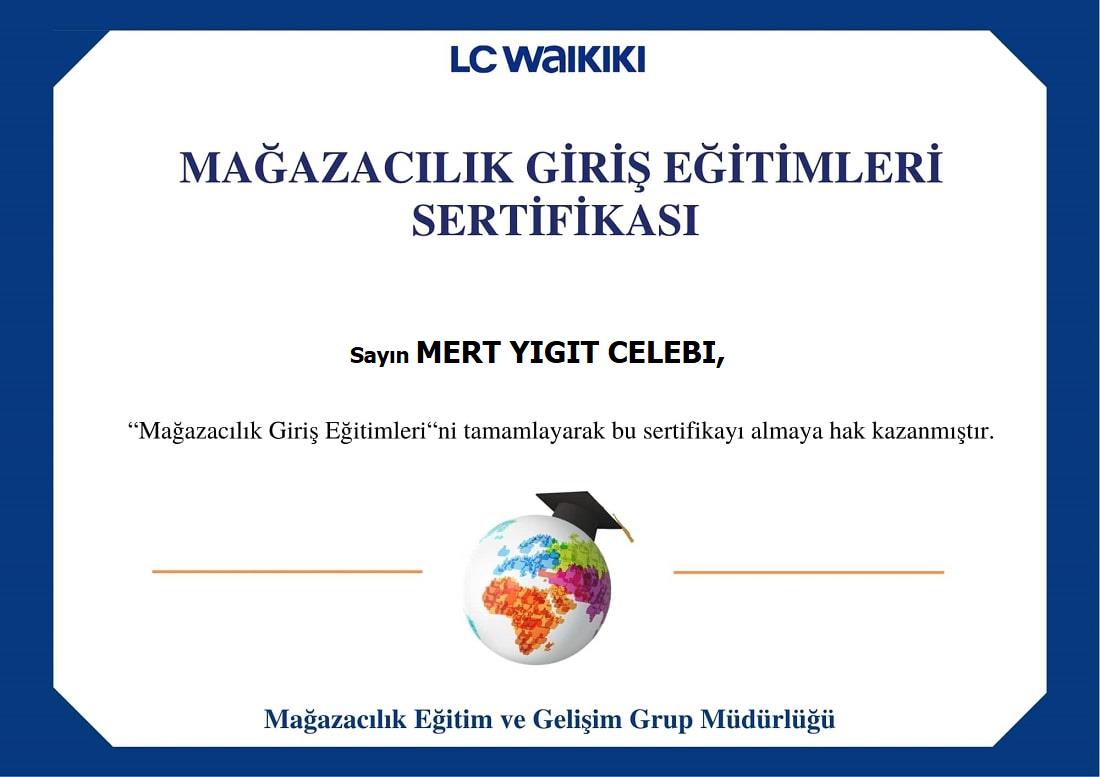 LC WAIKIKI
MAĞAZACILIK GİRİŞ EĞİTİMLERİ
SERTİFİKASI
Sayın MERT YIGIT CELEBI,
“Mağazacılık Giriş Eğitimleri“ni tamamlayarak bu sertifikayı almaya hak kazanmıştır.
Mağazacılık Eğitim ve Gelişim Grup Müdürlüğü